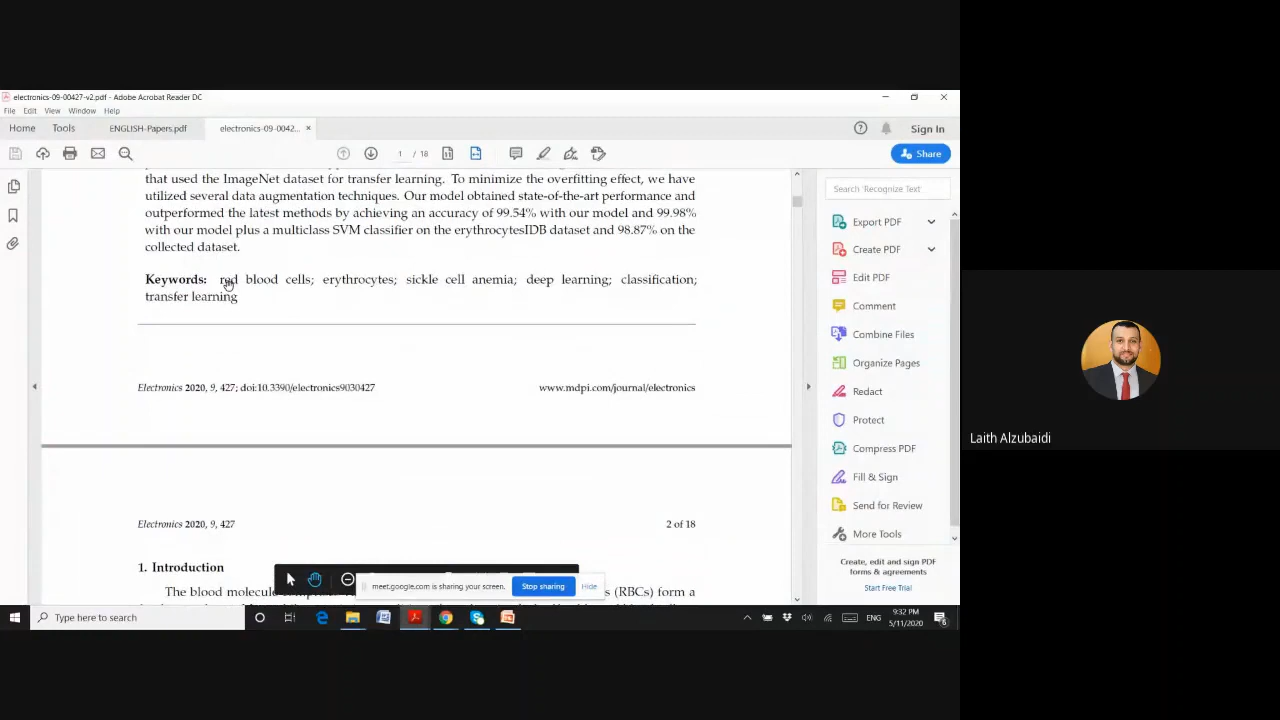 electronics-09-00427-v2.pdf - Adobe Acrobat Reader DC
File Edit View Window Help
Home Tools ENGLISH-Papers.pdf electronics-09-0042... × Sign In
1 / 18 Share
that used the ImageNet dataset for transfer learning. To minimize the overfitting effect, we have
utilized several data augmentation techniques. Our model obtained state-of-the-art performance and
outperformed the latest methods by achieving an accuracy of 99.54% with our model and 99.98%
with our model plus a multiclass SVM classifier on the erythrocytesIDB dataset and 98.87% on the
collected dataset.
Keywords: red blood cells; erythrocytes; sickle cell anemia; deep learning; classification;
transfer learning
Electronics 2020, 9, 427; doi:10.3390/electronics9030427 www.mdpi.com/journal/electronics
Electronics 2020, 9, 427 2 of 18
1. Introduction
The blood molecule (RBCs) form a
meet.google.com is sharing your screen. Stop sharing Hide
Search 'Recognize Text'
Export PDF
Create PDF
Edit PDF
Comment
Combine Files
Organize Pages
Redact
Protect
Compress PDF
Fill & Sign
Send for Review
More Tools
Create, edit and sign PDF
forms & agreements
Start Free Trial
Laith Alzubaidi
Type here to search
ENG
9:32 PM
5/11/2020